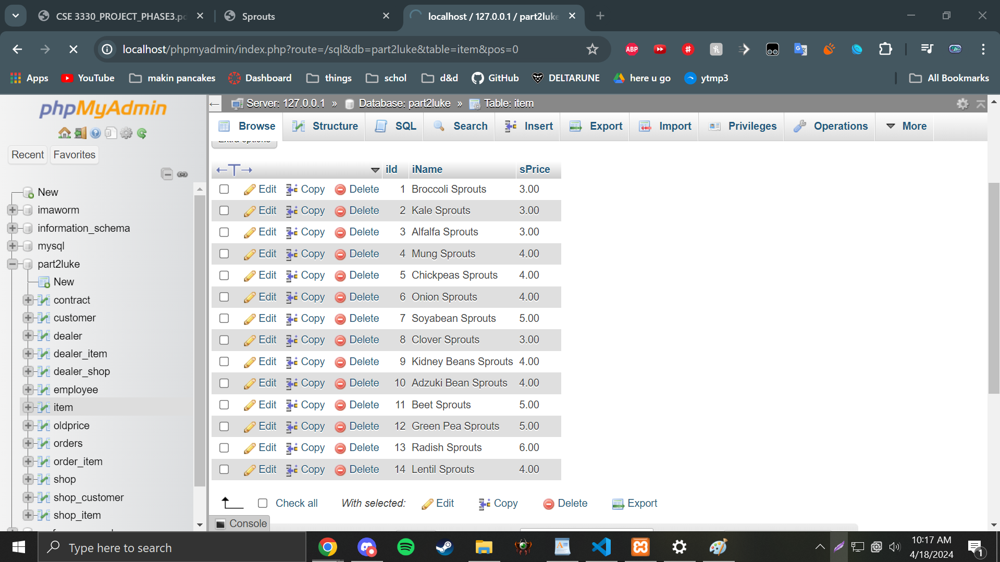 CSE 3330_PROJECT_PHASE3.pd
Sprouts
localhost / 127.0.0.1 / part2luke
localhost/phpmyadmin/index.php?route=/sql&db=part2luke&table=item&pos=0
ABP
Apps YouTube makin pancakes Dashboard things schol d&d GitHub DELTARUNE here u go ytmp3 All Bookmarks
phpMyAdmin
Recent Favorites
New
imaworm
information_schema
mysql
part2luke
New
contract
customer
dealer
dealer_item
dealer_shop
employee
item
oldprice
orders
order_item
shop
shop_customer
shop_item
Server: 127.0.0.1 » Database: part2luke » Table: item
Browse Structure SQL Search Insert Export Import Privileges Operations More
Extra options
iId iName sPrice
Edit Copy Delete 1 Broccoli Sprouts 3.00
Edit Copy Delete 2 Kale Sprouts 3.00
Edit Copy Delete 3 Alfalfa Sprouts 3.00
Edit Copy Delete 4 Mung Sprouts 4.00
Edit Copy Delete 5 Chickpeas Sprouts 4.00
Edit Copy Delete 6 Onion Sprouts 4.00
Edit Copy Delete 7 Soyabean Sprouts 5.00
Edit Copy Delete 8 Clover Sprouts 3.00
Edit Copy Delete 9 Kidney Beans Sprouts 4.00
Edit Copy Delete 10 Adzuki Bean Sprouts 4.00
Edit Copy Delete 11 Beet Sprouts 5.00
Edit Copy Delete 12 Green Pea Sprouts 5.00
Edit Copy Delete 13 Radish Sprouts 6.00
Edit Copy Delete 14 Lentil Sprouts 4.00
Check all With selected: Edit Copy Delete Export
Console
Type here to search
10:17 AM
4/18/2024
1